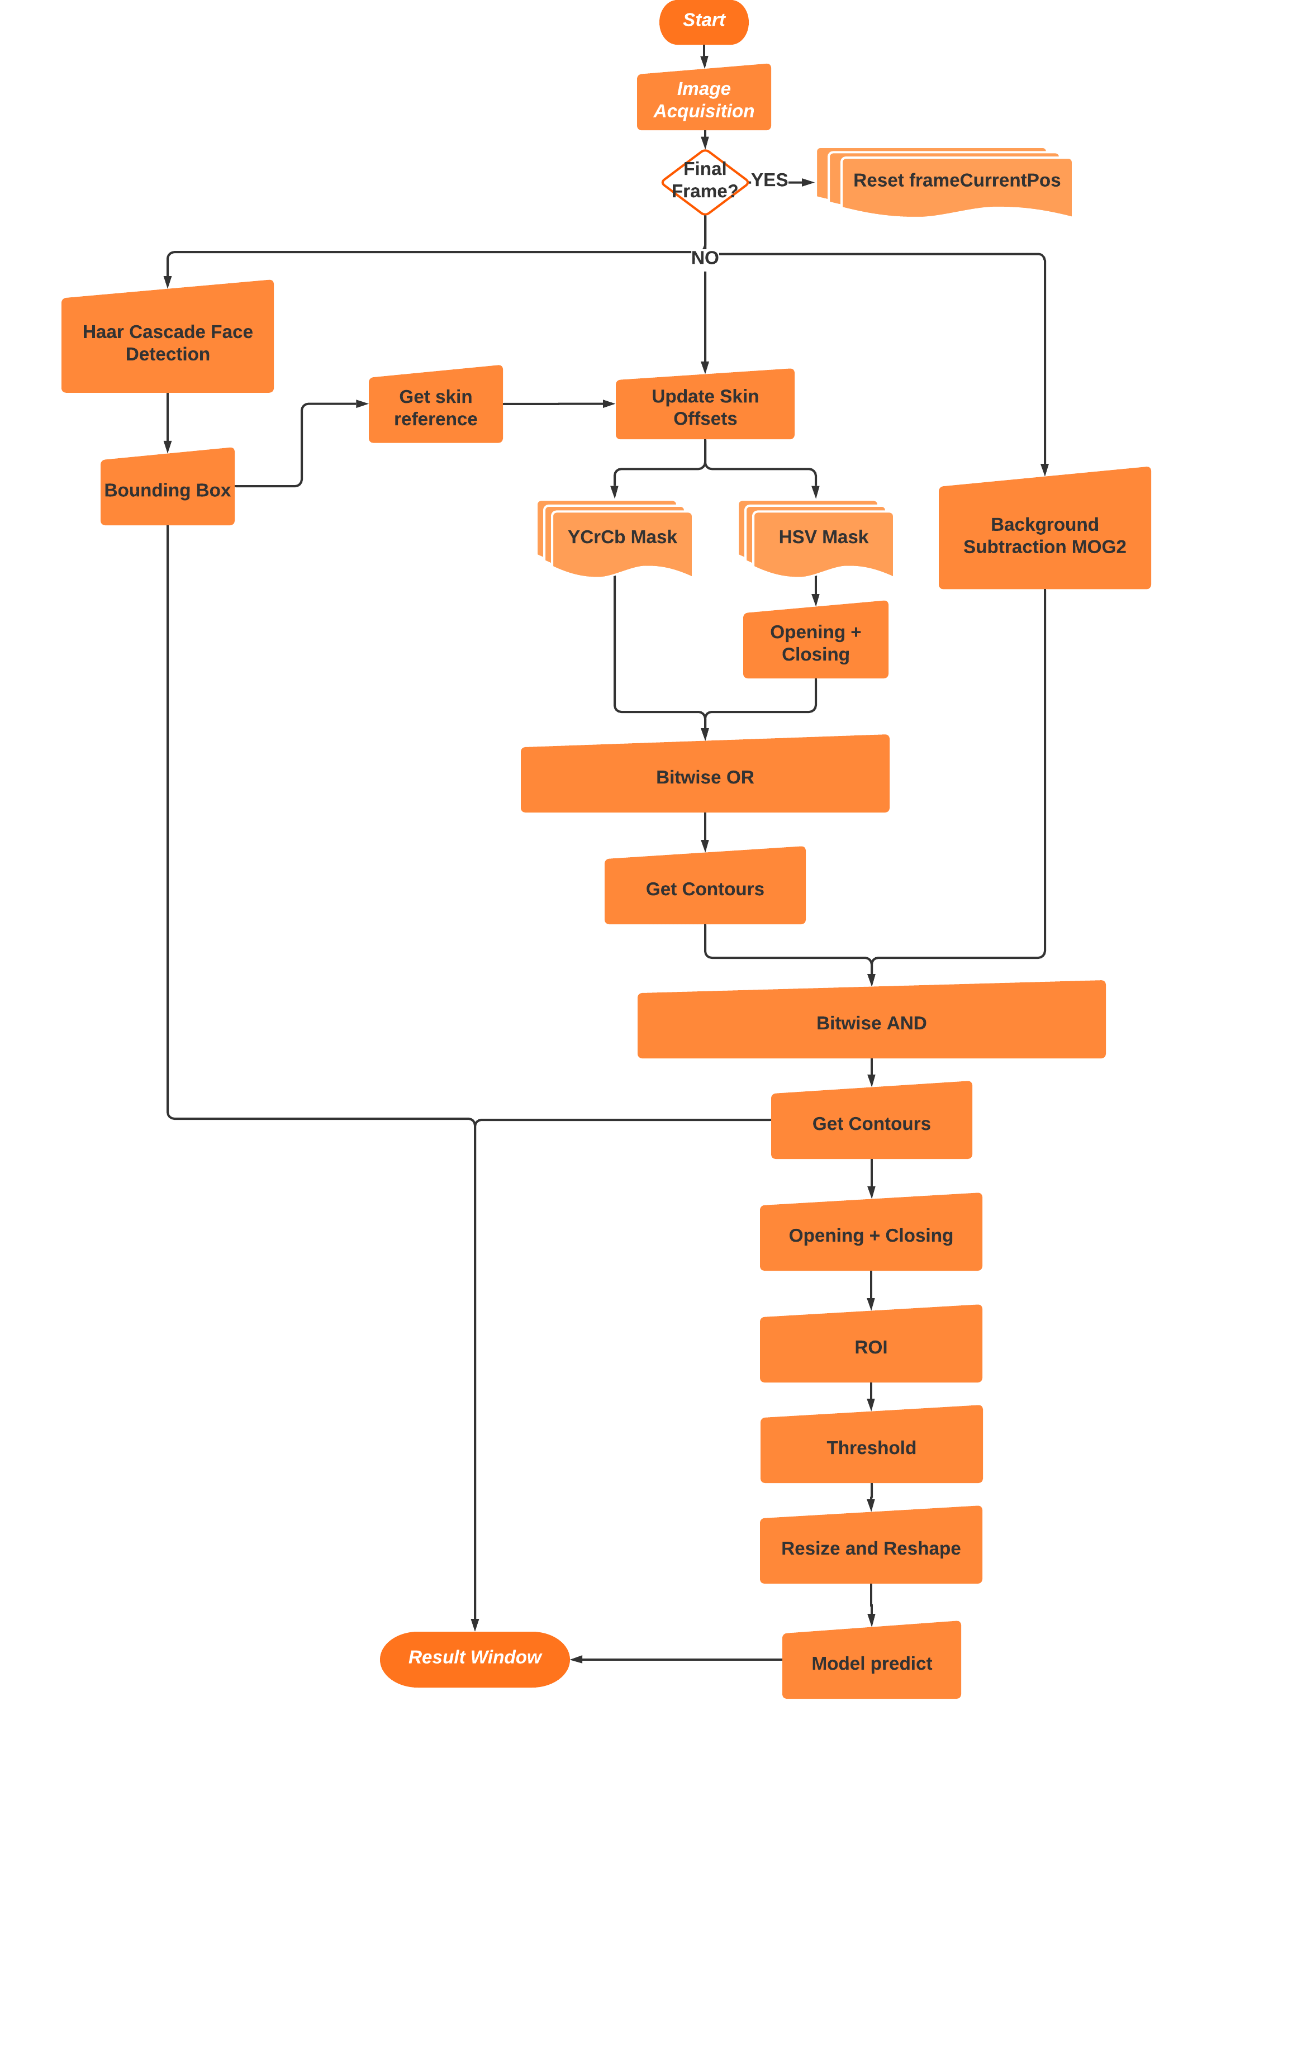 Start
Image
Acquisition
Final
Frame?
YES
Reset frameCurrentPos
NO
Haar Cascade Face
Detection
Get skin
reference
Update Skin
Offsets
Bounding Box
YCrCb Mask
HSV Mask
Background
Subtraction MOG2
Opening +
Closing
Bitwise OR
Get Contours
Bitwise AND
Get Contours
Opening + Closing
ROI
Threshold
Resize and Reshape
Result Window
Model predict